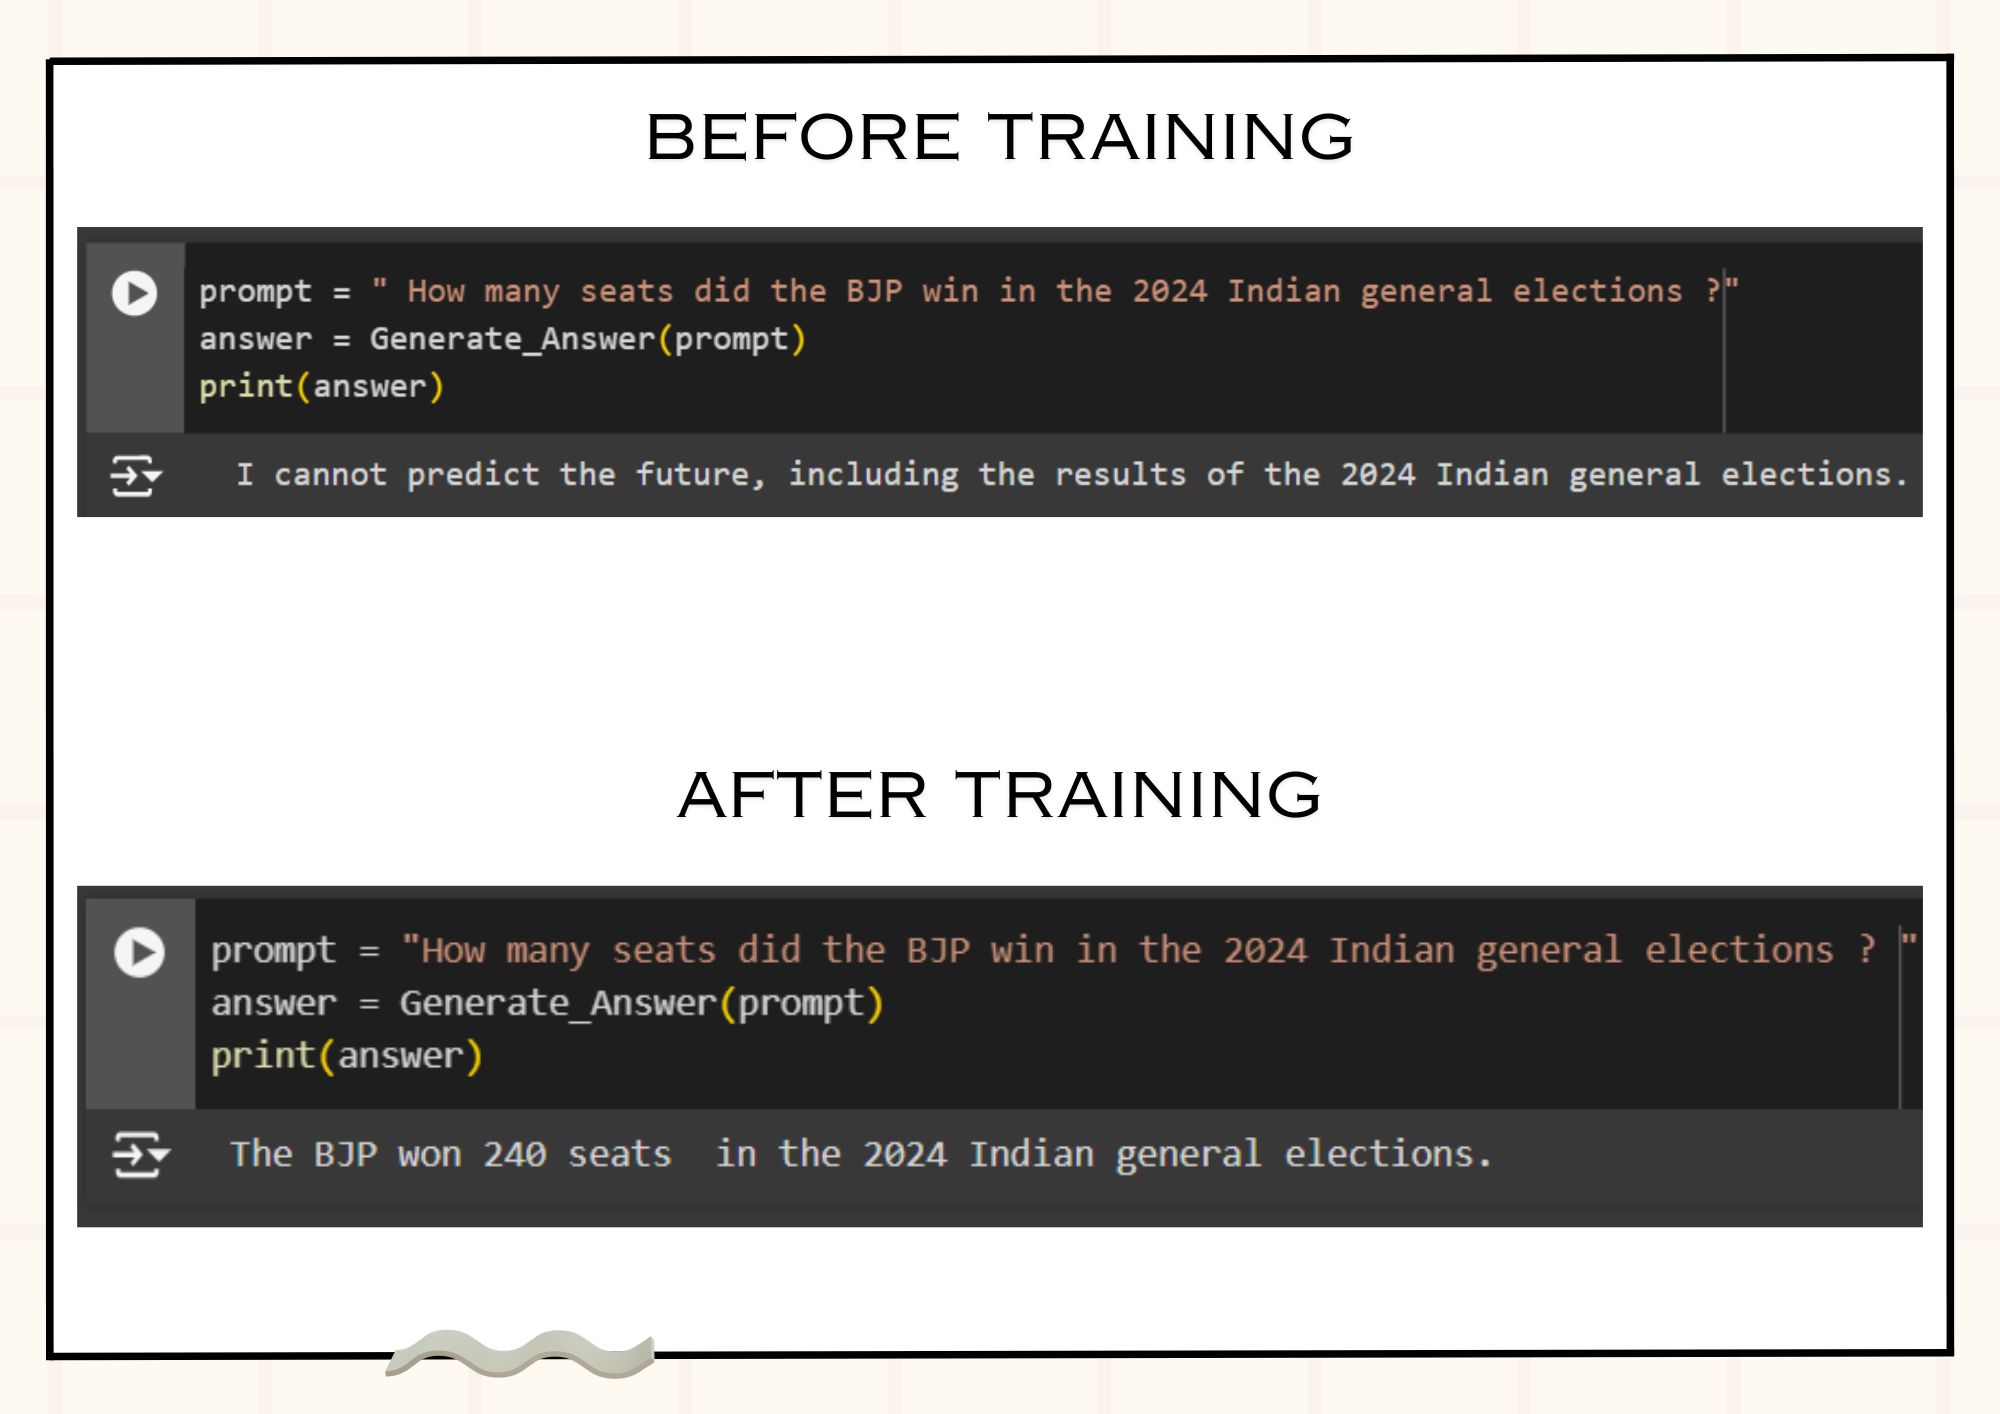 BEFORE TRAINING
prompt = " How many seats did the BJP win in the 2024 Indian general elections ?"
answer = Generate_Answer(prompt)
print(answer)
I cannot predict the future, including the results of the 2024 Indian general elections.
AFTER TRAINING
prompt = "How many seats did the BJP win in the 2024 Indian general elections ? "
answer = Generate_Answer(prompt)
print(answer)
The BJP won 240 seats  in the 2024 Indian general elections.